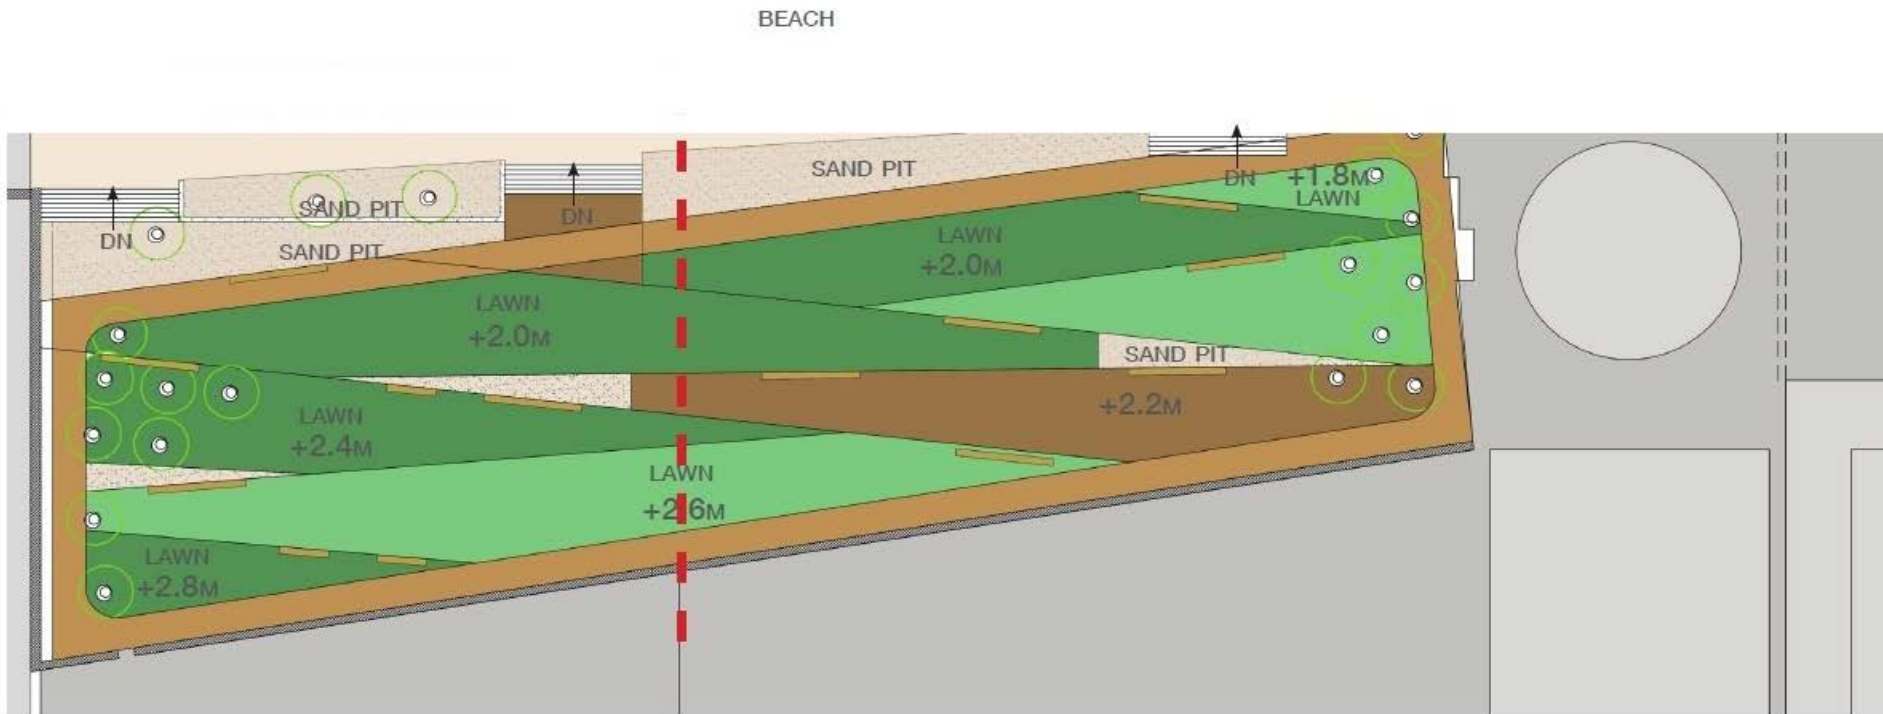 BEACH
SAND PIT
DN
+1.8M
LAWN
SAND PIT
DN
DN
SAND PIT
LAWN
+2.0M
LAWN
+2.0M
SAND PIT
+2.2M
LAWN
+2.4M
LAWN
+2.6M
LAWN
+2.8M